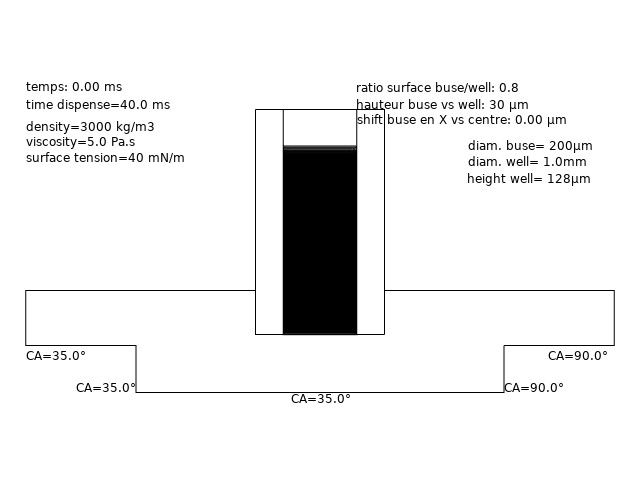 temps: 0.00 ms
time dispense=40.0 ms
density=3000 kg/m3
viscosity=5.0 Pa.s
surface tension=40 mN/m
ratio surface buse/well: 0.8
hauteur buse vs well: 30 µm
shift buse en X vs centre: 0.00 µm
diam. buse= 200µm
diam. well= 1.0mm
height well= 128µm
CA=35.0°
CA=90.0°
CA=35.0°
CA=90.0°
CA=35.0°